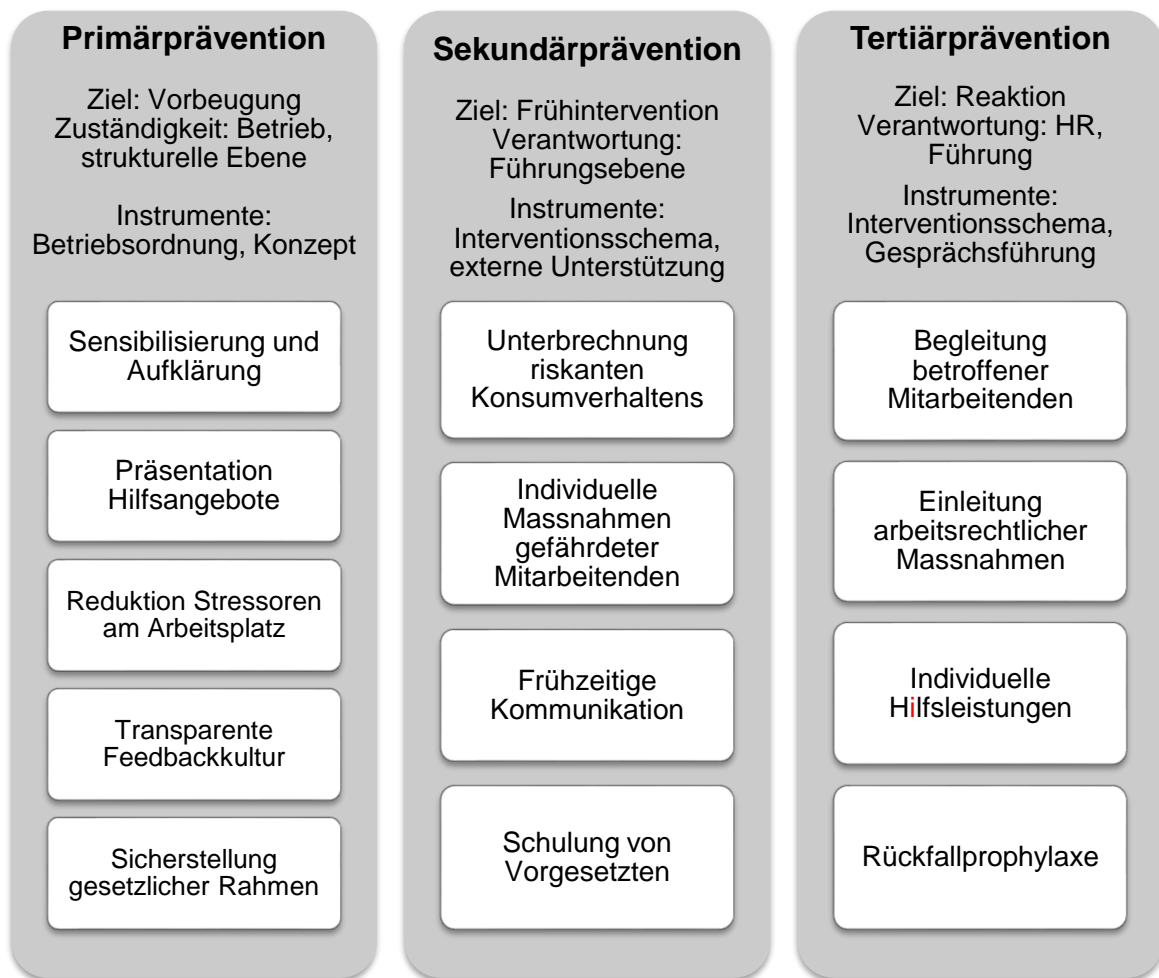 Primärprävention
Ziel: Vorbeugung
Zuständigkeit: Betrieb,
strukturelle Ebene
Instrumente:
Betriebsordnung, Konzept
Sensibilisierung und
Aufklärung
Präsentation
Hilfsangebote
Reduktion Stressoren
am Arbeitsplatz
Transparente
Feedbackkultur
Sicherstellung
gesetzlicher Rahmen
Sekundärprävention
Ziel: Frühintervention
Verantwortung:
Führungsebene
Instrumente:
Interventionsschema,
externe Unterstützung
Unterbrechnung
riskanten
Konsumverhaltens
Individuelle
Massnahmen
gefährdeter
Mitarbeitenden
Frühzeitige
Kommunikation
Schulung von
Vorgesetzten
Tertiärprävention
Ziel: Reaktion
Verantwortung: HR,
Führung
Instrumente:
Interventionsschema,
Gesprächsführung
Begleitung
betroffener
Mitarbeitenden
Einleitung
arbeitsrechtlicher
Massnahmen
Individuelle
Hilfsleistungen
Rückfallprophylaxe